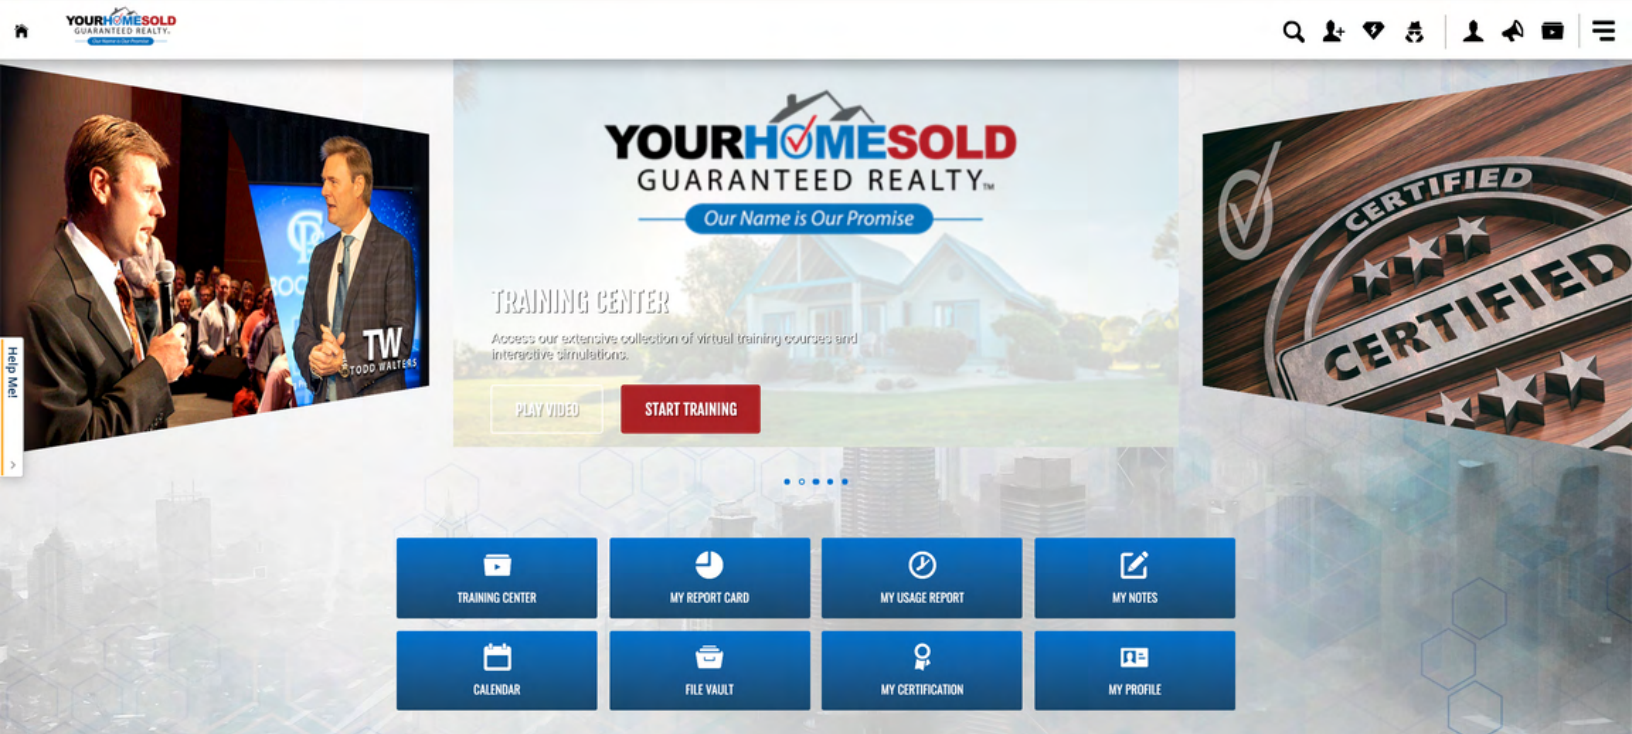 YOURHOMESOLD
GUARANTEED REALTY
Our Name is Our Promise
YOURHOMESOLD
GUARANTEED REALTY™
Our Name is Our Promise
TRAINING CENTER
Access our extensive collection of virtual training courses and
interactive simulations.
PLAY VIDEO
START TRAINING
TW
TODD WALTERS
CERTIFIED
CERTIFIED
Help Me!
TRAINING CENTER
MY REPORT CARD
MY USAGE REPORT
MY NOTES
CALENDAR
FILE VAULT
MY CERTIFICATION
MY PROFILE